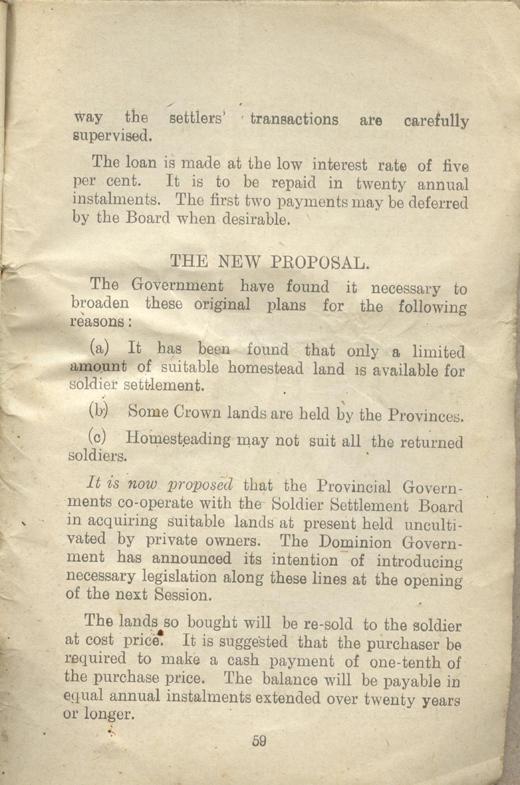 way the settlers' transactions are carefully
supervised.
The loan is made at the low interest rate of five
per cent. It is to be repaid in twenty annual
instalments. The first two payments may be deferred
by the Board when desirable.
THE NEW PROPOSAL.
The Government have found it necessary to
broaden these original plans for the following
reasons:
(a) It has been found that only a limited
amount of suitable homestead land is available for
soldier settlement.
(b) Some Crown lands are held by the Provinces.
(c) Homesteading may not suit all the returned
soldiers.
It is now proposed that the Provincial Govern-
ments co-operate with the Soldier Settlement Board
in acquiring suitable lands at present held unculti-
vated by private owners. The Dominion Govern-
ment has announced its intention of introducing
necessary legislation along these lines at the opening
of the next Session.
The lands so bought will be re-sold to the soldier
at cost price. It is suggested that the purchaser be
required to make a cash payment of one-tenth of
the purchase price. The balance will be payable in
equal annual instalments extended over twenty years
or longer.
59